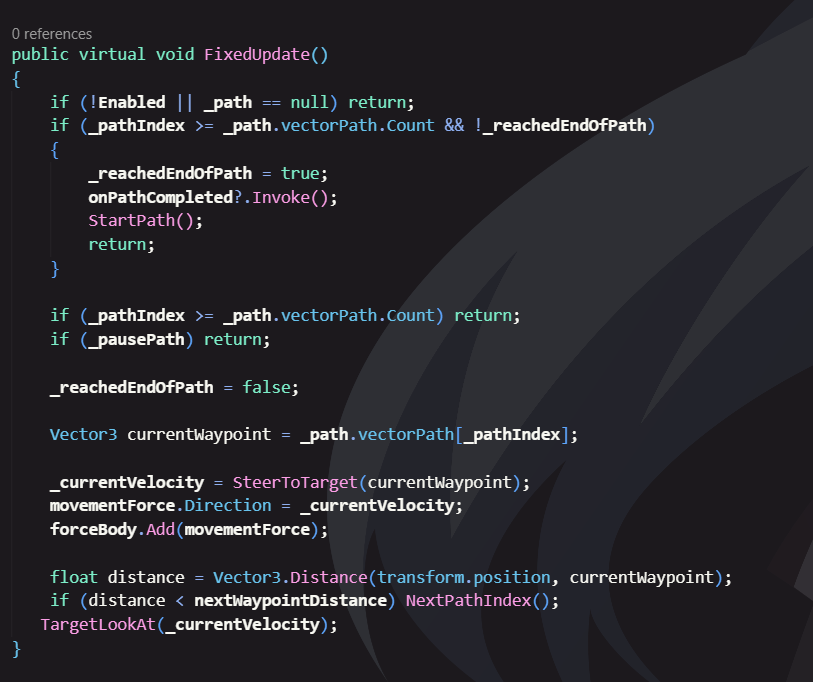 0 references
public virtual void FixedUpdate()
{
    if (!Enabled || _path == null) return;
    if (_pathIndex >= _path.vectorPath.Count && !_reachedEndOfPath)
    {
        _reachedEndOfPath = true;
        onPathCompleted?.Invoke();
        StartPath();
        return;
    }

    if (_pathIndex >= _path.vectorPath.Count) return;
    if (_pausePath) return;

    _reachedEndOfPath = false;

    Vector3 currentWaypoint = _path.vectorPath[_pathIndex];

    _currentVelocity = SteerToTarget(currentWaypoint);
    movementForce.Direction = _currentVelocity;
    forceBody.Add(movementForce);

    float distance = Vector3.Distance(transform.position, currentWaypoint);
    if (distance < nextWaypointDistance) NextPathIndex();
   TargetLookAt(_currentVelocity);
}